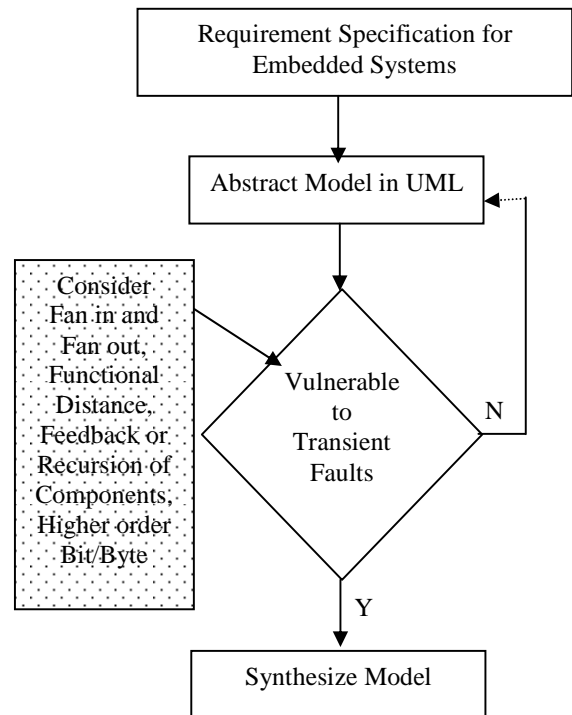 Requirement Specification for
Embedded Systems
Abstract Model in UML
Consider
Fan in and
Fan out,
Functional
Distance,
Feedback or
Recursion of
Components,
Higher order
Bit/Byte
Vulnerable
to
Transient
Faults
N
Y
Synthesize Model